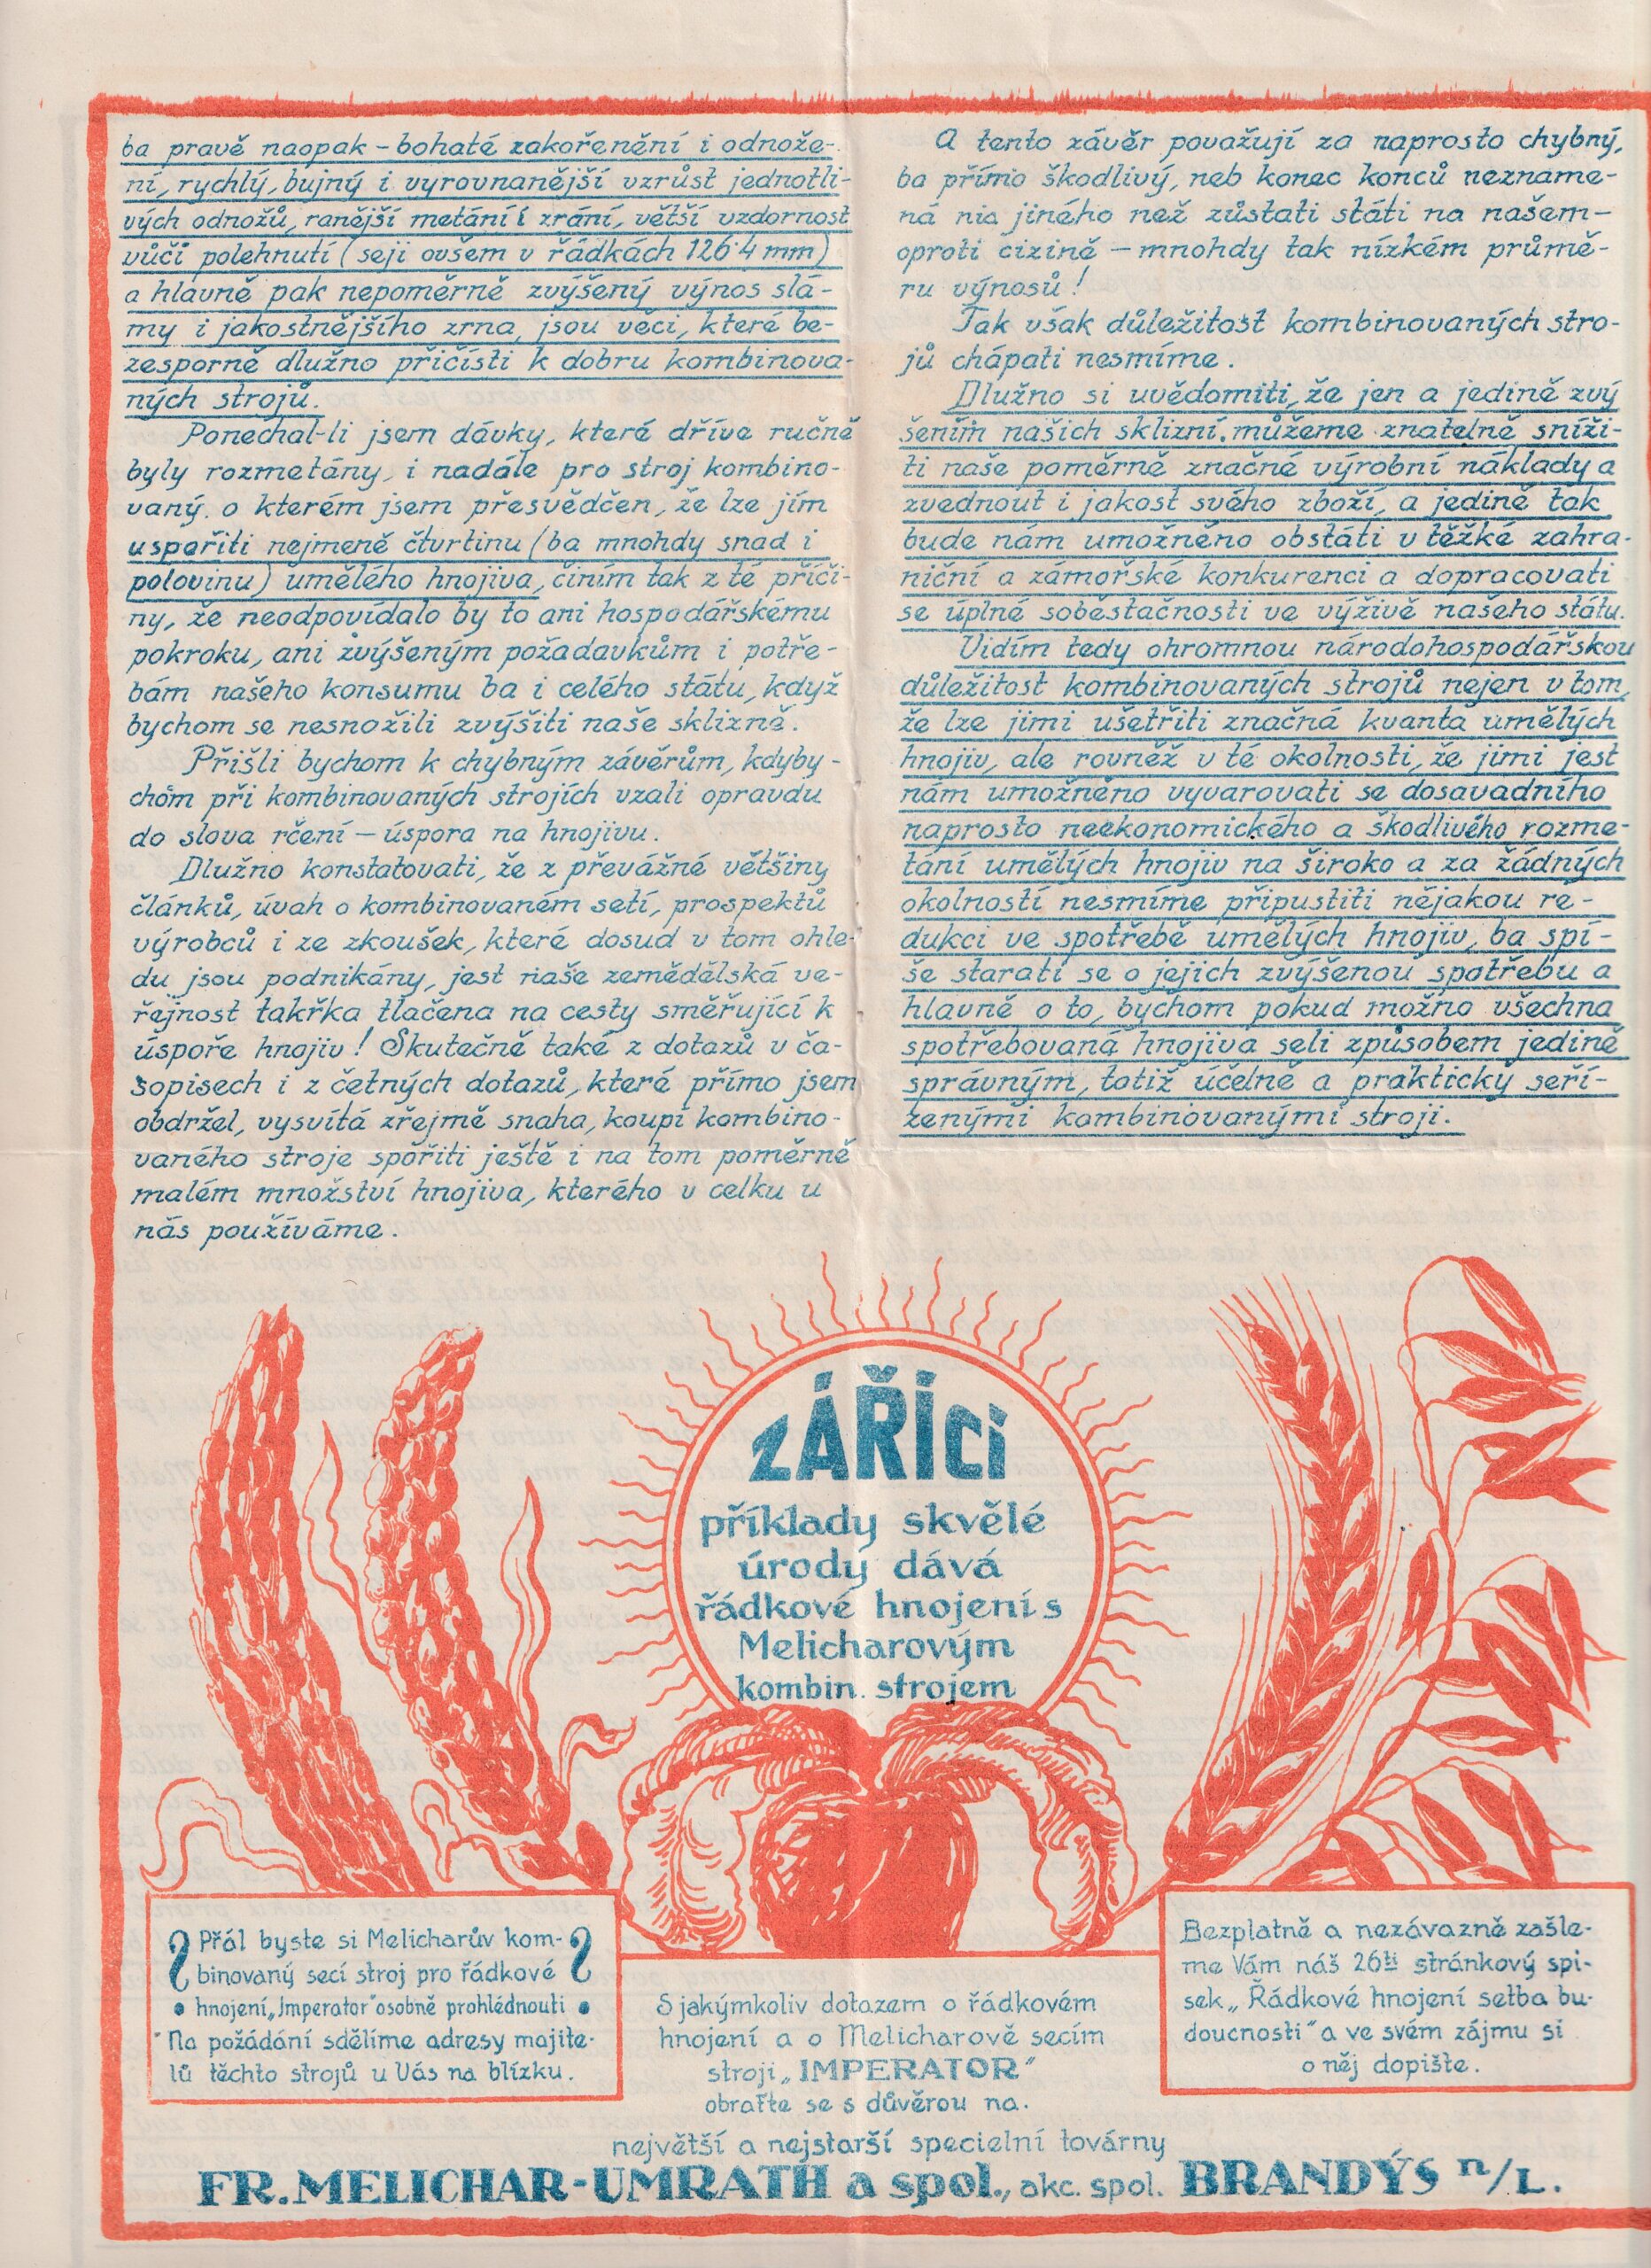 ba pravě naopak – bohaté zakořenění i odnože-
ní, rychlý, bujný i vyrovnanější vzrůst jednotli-
vých odnožů, ranější metání i zrání, větší vzdornost
vůči polehnutí (seji ovšem v řádkách 126·4 mm)
a hlavně pak nepoměrně zvýšený výnos slá-
my i jakostnějšího zrna, jsou věci, které be-
zesporně dlužno přičísti k dobru kombinova-
ných strojů.
Ponechal-li jsem dávky, které dříve ručně
byly rozmetány, i nadále pro stroj kombino-
vaný. o kterém jsem přesvědčen, že lze jím
uspořiti nejmeně čtvrtinu (ba mnohdy snad i
polovinu) umělého hnojiva, činím tak z té příči-
ny, že neodpovídalo by to ani hospodářskému
pokroku, ani zvýšeným požadavkům i potře-
bám našeho konsumu ba i celého státu, když
bychom se nesnožili zvýšiti naše sklizně.
Přišli bychom k chybným závěrům, kdyby-
chom při kombinovaných strojích vzali opravdu
do slova rčení – úspora na hnojivu.
Dlužno konstatovati, že z převážné většiny
článků, úvah o kombinovaném setí, prospektů
výrobců i ze zkoušek, které dosud v tom ohle-
du jsou podnikány, jest naše zemědělská ve-
řejnost takřka tlačena na cesty směřující k
úspoře hnojiv! Skutečně také z dotazů v ča-
sopisech i z četných dotazů, které přímo jsem
obdržel, vysvítá zřejmě snaha, koupí kombino-
vaného stroje spořiti ještě i na tom poměrně
malém množství hnojiva, kterého v celku u
nás používáme.
A tento závěr považují za naprosto chybný,
ba přímo škodlivý, neb konec konců nezname-
ná nic jiného než zůstati státi na našem –
oproti cizině – mnohdy tak nízkém průmě-
ru výnosů!
Tak však důležitost kombinovaných stro-
jů chápati nesmíme.
Dlužno si uvědomiti, že jen a jedině zvý
šením našich sklizní, můžeme znatelně sníži-
ti naše poměrně značné výrobní náklady a
zvednout i jakost svého zboží, a jedině tak
bude nám umožněno obstáti v těžké zahra-
niční a zámořské konkurenci a dopracovati
se úplné soběstačnosti ve výživě našeho státu.
Vidím tedy ohromnou národohospodářskou
důležitost kombinovaných strojů nejen v tom,
že lze jimi ušetřiti značná kvanta umělých
hnojiv, ale rovněž v té okolnosti, že jimi jest
nám umožněno vyvarovati se dosavadního
naprosto neekonomického a škodlivého rozme-
tání umělých hnojiv na široko a za žádných
okolností nesmíme připustiti nějakou re-
dukci ve spotřebě umělých hnojiv, ba spí-
še starati se o jejich zvýšenou spotřebu a
hlavně o to, bychom pokud možno všechna
spotřebovaná hnojiva seli způsobem jedině
správným, totiž účelně a prakticky seří-
zenými kombinovanými stroji.
ZÁŘÍCÍ
příklady skvělé
úrody dává
řádkové hnojení s
Melicharovým
kombin. strojem
Přál byste si Melicharův kom-
binovaný secí stroj pro řádkové
hnojení „Imperator" osobně prohlédnouti
Na požádání sdělíme adresy majite-
lů těchto strojů u Vás na blízku.
S jakýmkoliv dotazem o řádkovém
hnojení a o Melicharově secím
stroji „IMPERATOR"
obraťte se s důvěrou na.
Bezplatně a nezávazně zašle-
me Vám náš 26ti stránkový spi-
sek „Řádkové hnojení setba bu-
doucnosti" a ve svém zájmu si
o něj dopište.
největší a nejstarší specielní továrny
FR. MELICHAR-UMRATH a spol., akc. spol. BRANDÝS n/L.